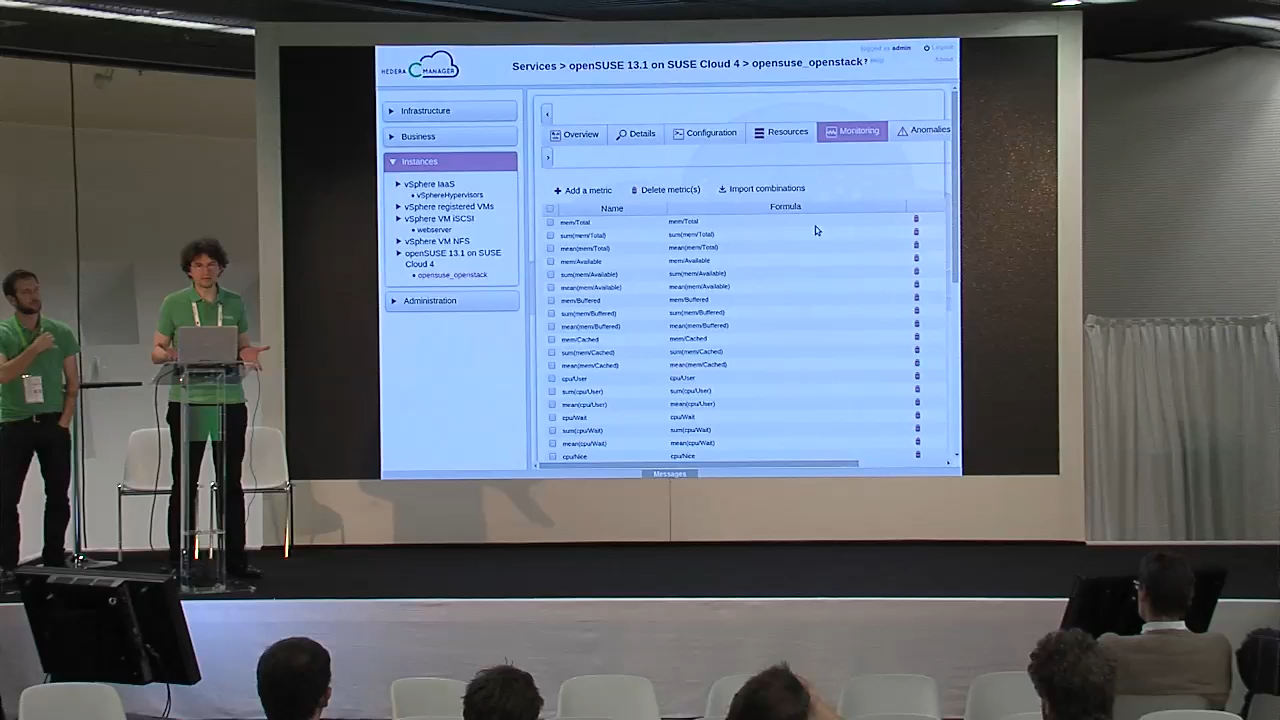 HEDERA
MANAGER
Services > openSUSE 13.1 on SUSE Cloud 4 > opensuse_openstack ?
logged as admin
Logout
Infrastructure
Business
Instances
vSphere IaaS
vSphereHypervisors
vSphere registered VMs
vSphere VM iSCSI
webserver
vSphere VM NFS
openSUSE 13.1 on SUSE
Cloud 4
opensuse_openstack
Administration
Overview
Details
Configuration
Resources
Monitoring
Anomalies
Add a metric
Delete metric(s)
Import combinations
Name Formula
mem/Total mem/Total
sum(mem/Total) sum(mem/Total)
mean(mem/Total) mean(mem/Total)
mem/Available mem/Available
sum(mem/Available) sum(mem/Available)
mean(mem/Available) mean(mem/Available)
mem/Buffered mem/Buffered
sum(mem/Buffered) sum(mem/Buffered)
mean(mem/Buffered) mean(mem/Buffered)
mem/Cached mem/Cached
sum(mem/Cached) sum(mem/Cached)
mean(mem/Cached) mean(mem/Cached)
cpu/User cpu/User
sum(cpu/User) sum(cpu/User)
mean(cpu/User) mean(cpu/User)
cpu/Wait cpu/Wait
sum(cpu/Wait) sum(cpu/Wait)
mean(cpu/Wait) mean(cpu/Wait)
cpu/Nice cpu/Nice
Messages